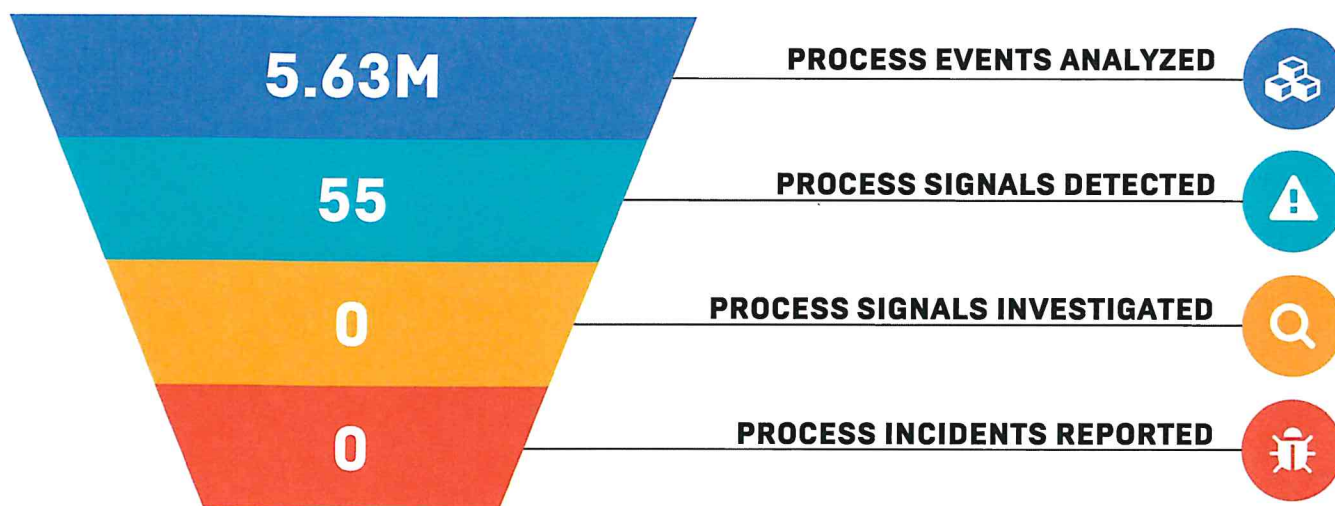 5.63M
PROCESS EVENTS ANALYZED
55
PROCESS SIGNALS DETECTED
0
PROCESS SIGNALS INVESTIGATED
0
PROCESS INCIDENTS REPORTED